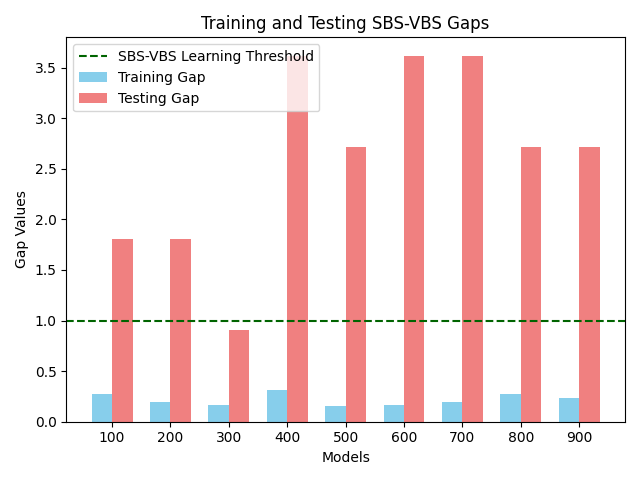 Training and Testing SBS-VBS Gaps
SBS-VBS Learning Threshold
Training Gap
Testing Gap
Gap Values
3.5
3.0
2.5
2.0
1.5
1.0
0.5
0.0
100 200 300 400 500 600 700 800 900
Models